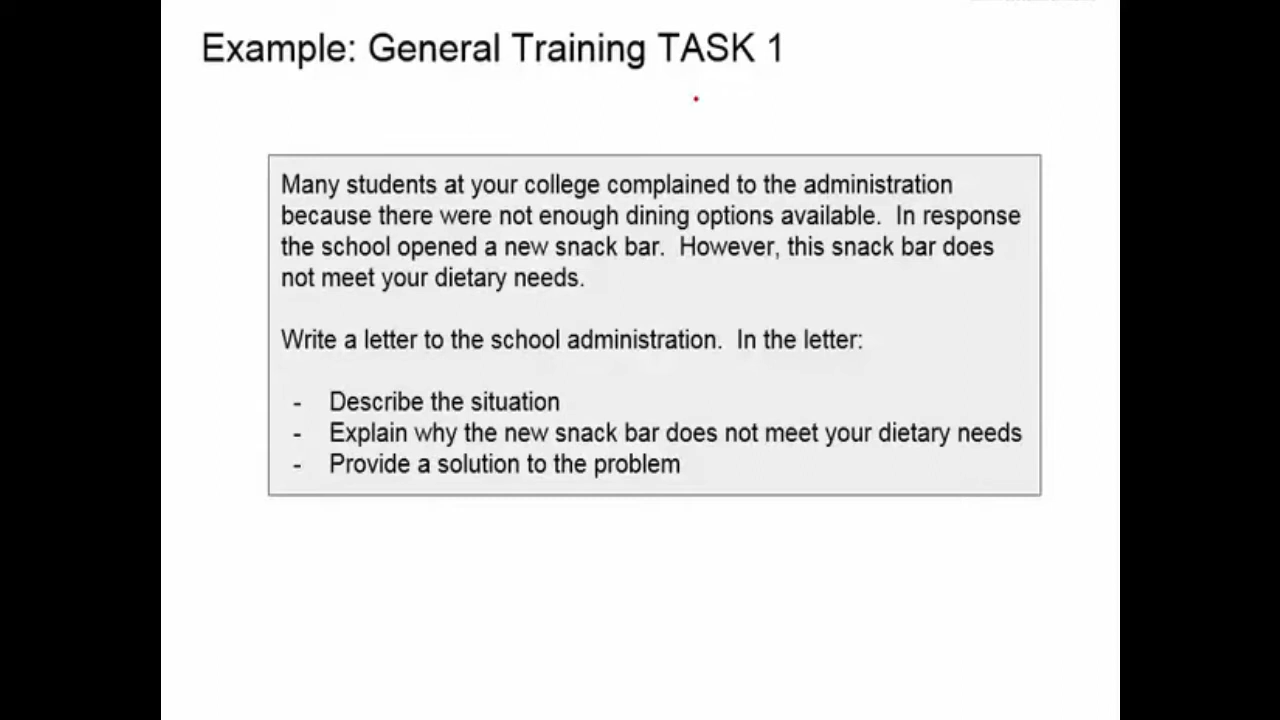 Example: General Training TASK 1
Many students at your college complained to the administration
because there were not enough dining options available. In response
the school opened a new snack bar. However, this snack bar does
not meet your dietary needs.
Write a letter to the school administration. In the letter:
- Describe the situation
- Explain why the new snack bar does not meet your dietary needs
- Provide a solution to the problem